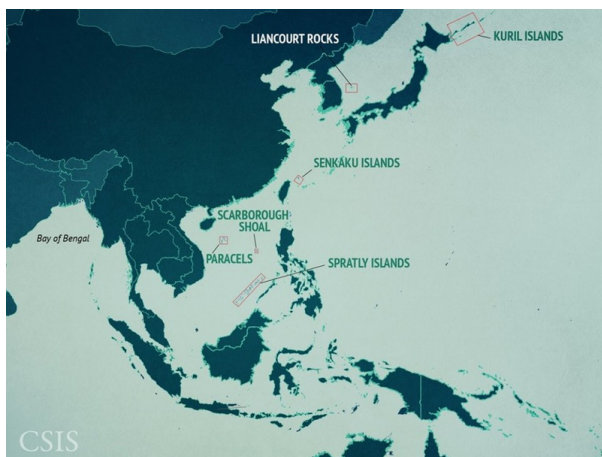 LIANCOURT ROCKS
KURIL ISLANDS
SENKAKU ISLANDS
SCARBOROUGH
SHOAL
Bay of Bengal
PARACELS
SPRATLY ISLANDS
CSIS